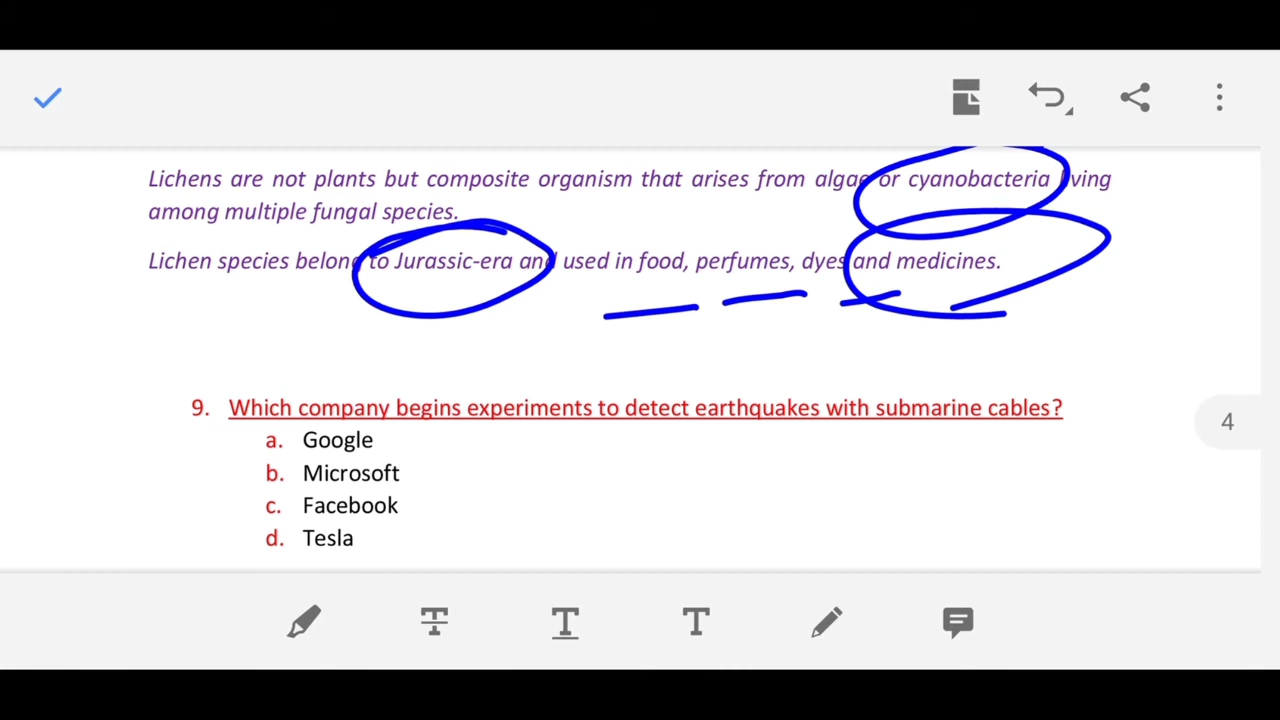 Lichens are not plants but composite organism that arises from algae or cyanobacteria living
among multiple fungal species.
Lichen species belong to Jurassic-era and used in food, perfumes, dyes and medicines.
9. Which company begins experiments to detect earthquakes with submarine cables?
a. Google
b. Microsoft
c. Facebook
d. Tesla
4
T T T